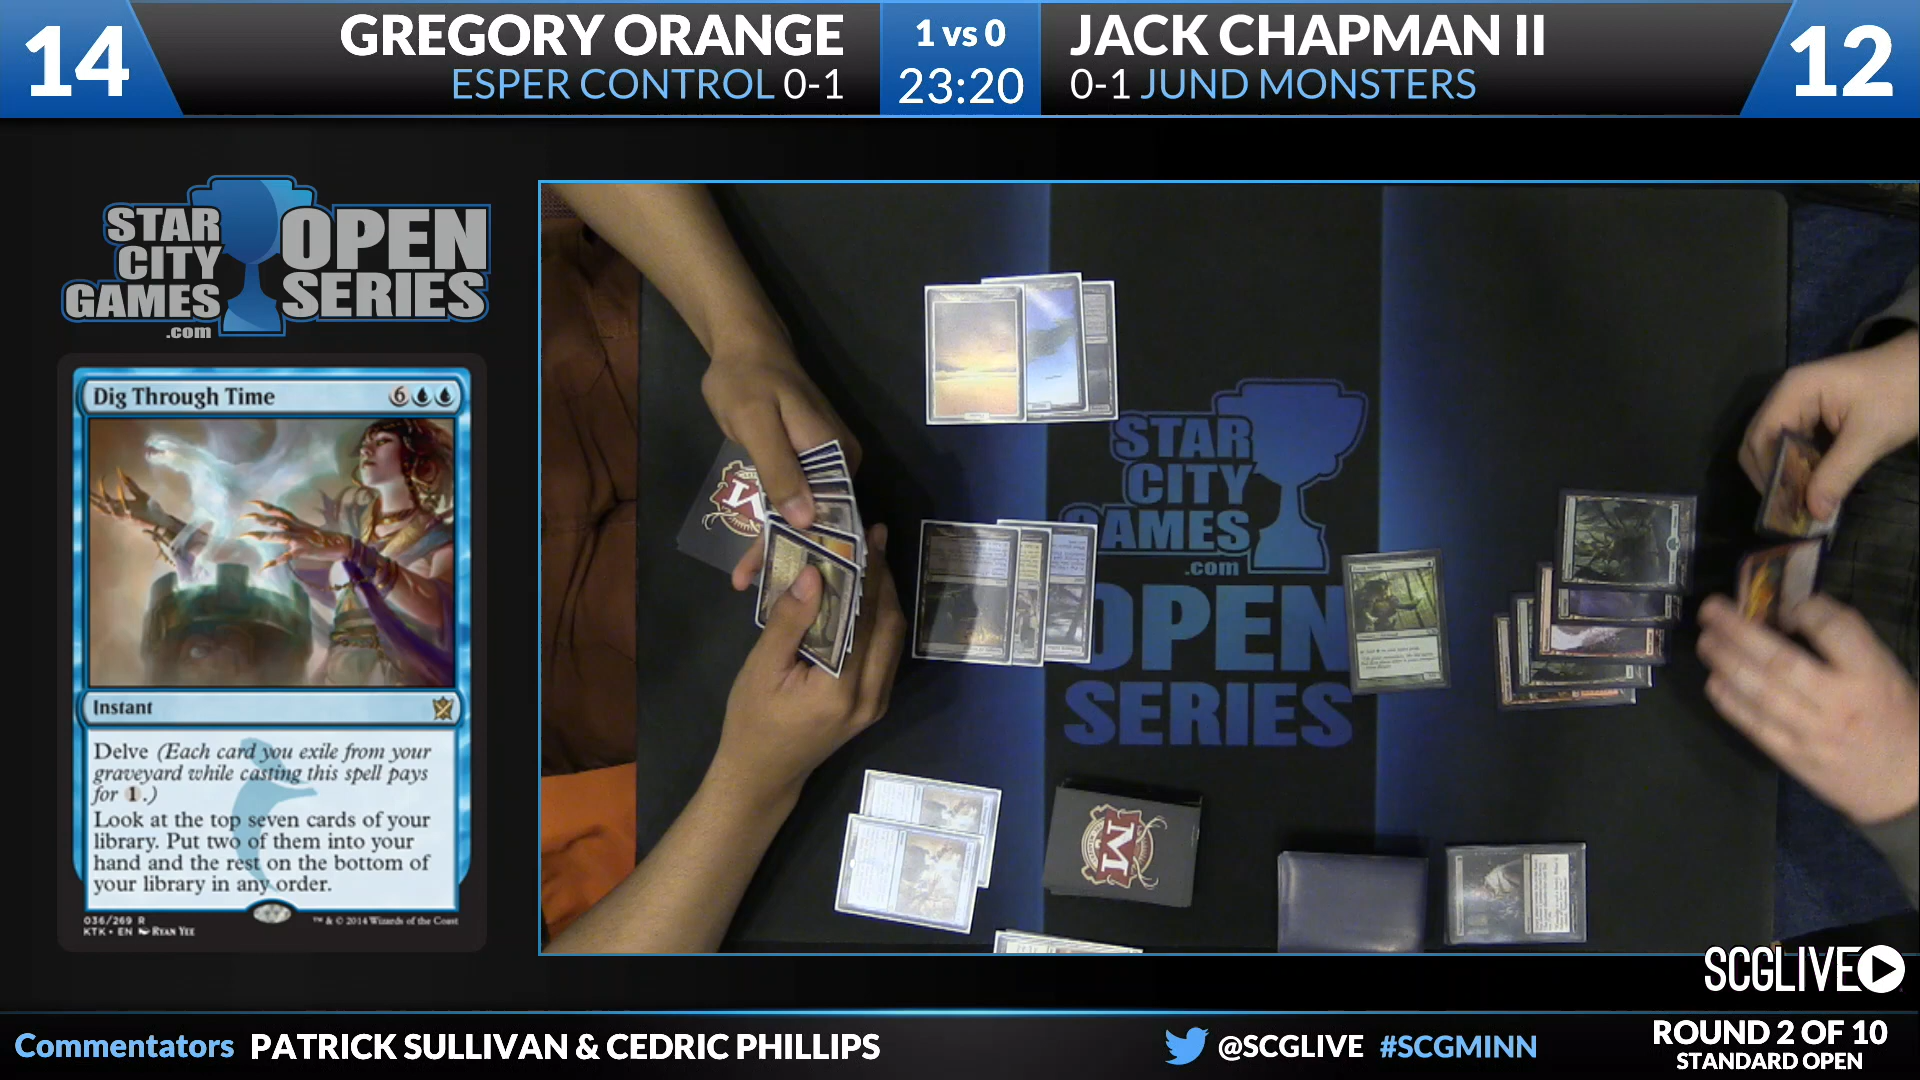 14
GREGORY ORANGE
ESPER CONTROL 0-1
1 vs 0
23:20
JACK CHAPMAN II
0-1 JUND MONSTERS
12
STAR
CITY
GAMES
.com
OPEN
SERIES
Dig Through Time 6
Instant
Delve (Each card you exile from your
graveyard while casting this spell pays
for 1.)
Look at the top seven cards of your
library. Put two of them into your
hand and the rest on the bottom of
your library in any order.
036/269 R
KTK • EN RYAN YEE
™ & © 2014 Wizards of the Coast
STAR
CITY
GAMES
.com
OPEN
SERIES
M
M
SCGLIVE
Commentators PATRICK SULLIVAN & CEDRIC PHILLIPS
@SCGLIVE #SCGMINN
ROUND 2 OF 10
STANDARD OPEN